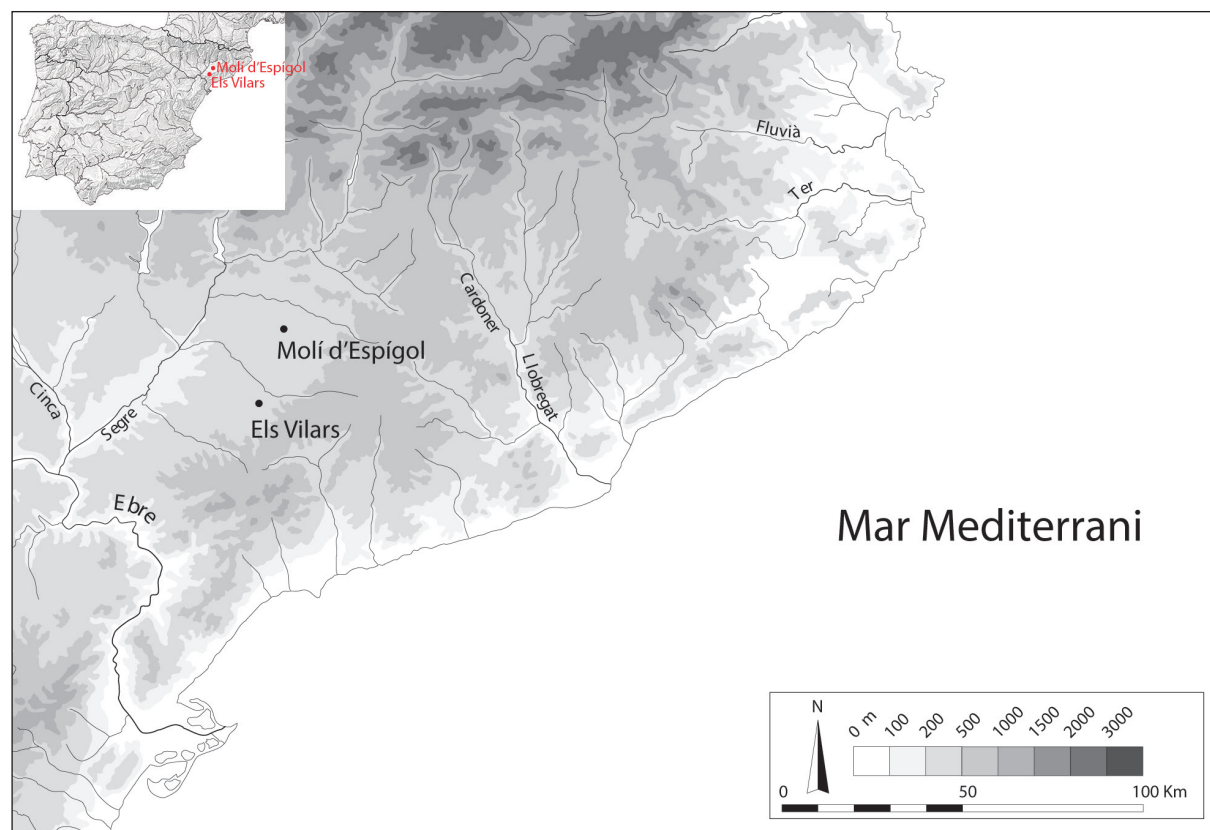 Molí d'Espígol
Els Vilars
Fluvià
Ter
Cardoner
Llobregat
Molí d'Espígol
Cinca
Segre
Els Vilars
Ebre
Mar Mediterrani
N
0 m 100 200 500 1000 1500 2000 3000
0 50 100 Km